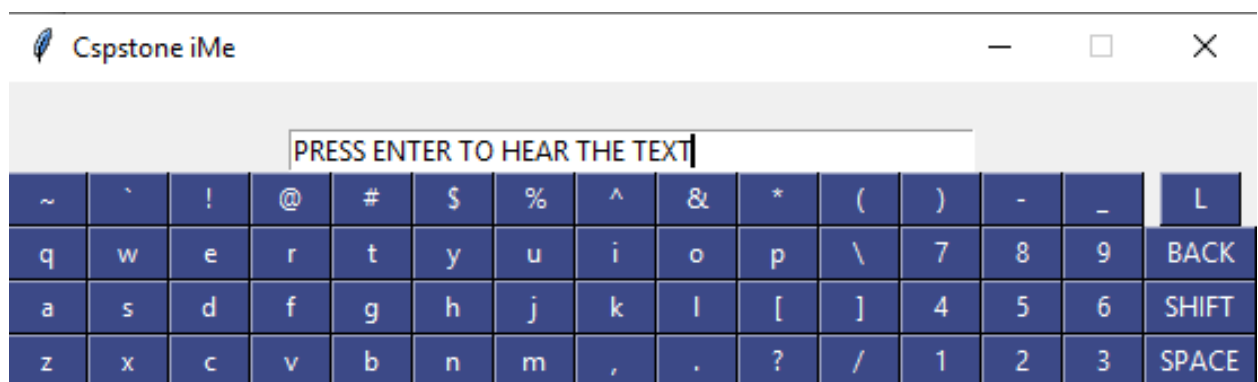 Cspstone iMe
PRESS ENTER TO HEAR THE TEXT
~ ` ! @ # $ % ^ & * ( ) - _ L
q w e r t y u i o p \ 7 8 9 BACK
a s d f g h j k l [ ] 4 5 6 SHIFT
z x c v b n m , . ? / 1 2 3 SPACE